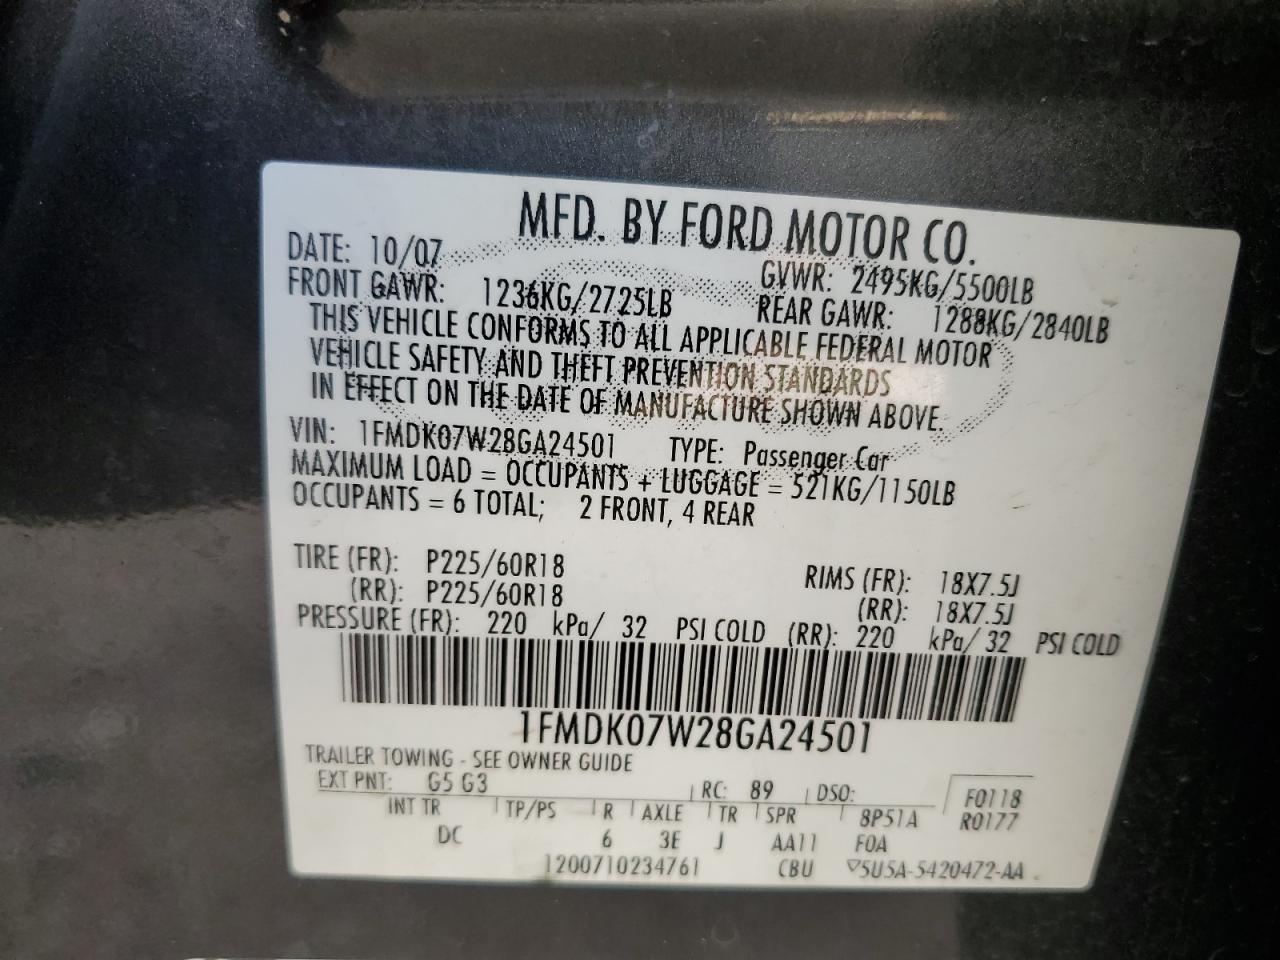 MFD. BY FORD MOTOR CO.
DATE: 10/07 GVWR: 2495KG/5500LB
FRONT GAWR: 1236KG/2725LB REAR GAWR: 1288KG/2840LB
THIS VEHICLE CONFORMS TO ALL APPLICABLE FEDERAL MOTOR
VEHICLE SAFETY AND THEFT PREVENTION STANDARDS
IN EFFECT ON THE DATE OF MANUFACTURE SHOWN ABOVE.
VIN: 1FMDK07W28GA24501 TYPE: Passenger Car
MAXIMUM LOAD = OCCUPANTS + LUGGAGE = 521KG/1150LB
OCCUPANTS = 6 TOTAL; 2 FRONT, 4 REAR
TIRE (FR): P225/60R18 RIMS (FR): 18X7.5J
(RR): P225/60R18 (RR): 18X7.5J
PRESSURE (FR): 220 kPa/ 32 PSI COLD (RR): 220 kPa/ 32 PSI COLD
1FMDK07W28GA24501
TRAILER TOWING - SEE OWNER GUIDE
EXT PNT: G5 G3 RC: 89 DSO: F0118
INT TR TP/PS R AXLE TR SPR 8P51A R0177
DC 6 3E J AA11 F0A
1200710234761 CBU ▽5U5A-5420472-AA